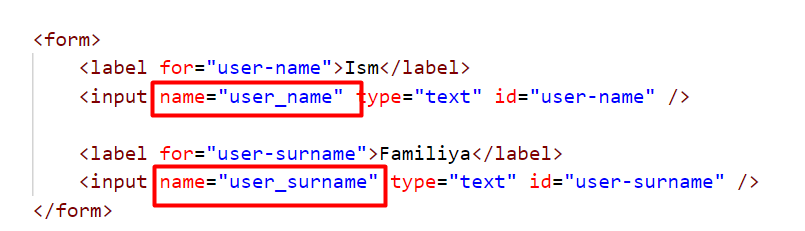 <form>
<label for="user-name">Ism</label>
<input name="user_name" type="text" id="user-name" />
<label for="user-surname">Familiya</label>
<input name="user_surname" type="text" id="user-surname" />
</form>